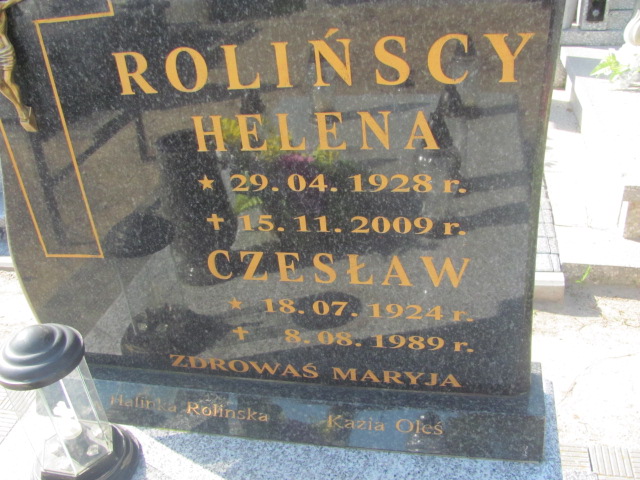 ROLIŃSCY
HELENA
★ 29. 04. 1928 r.
✝ 15. 11. 2009 r.
CZESŁAW
★ 18. 07. 1924 r.
✝ 8. 08. 1989 r.
ZDROWAŚ MARYJA
Halinka Rolinska Kazia Oleś